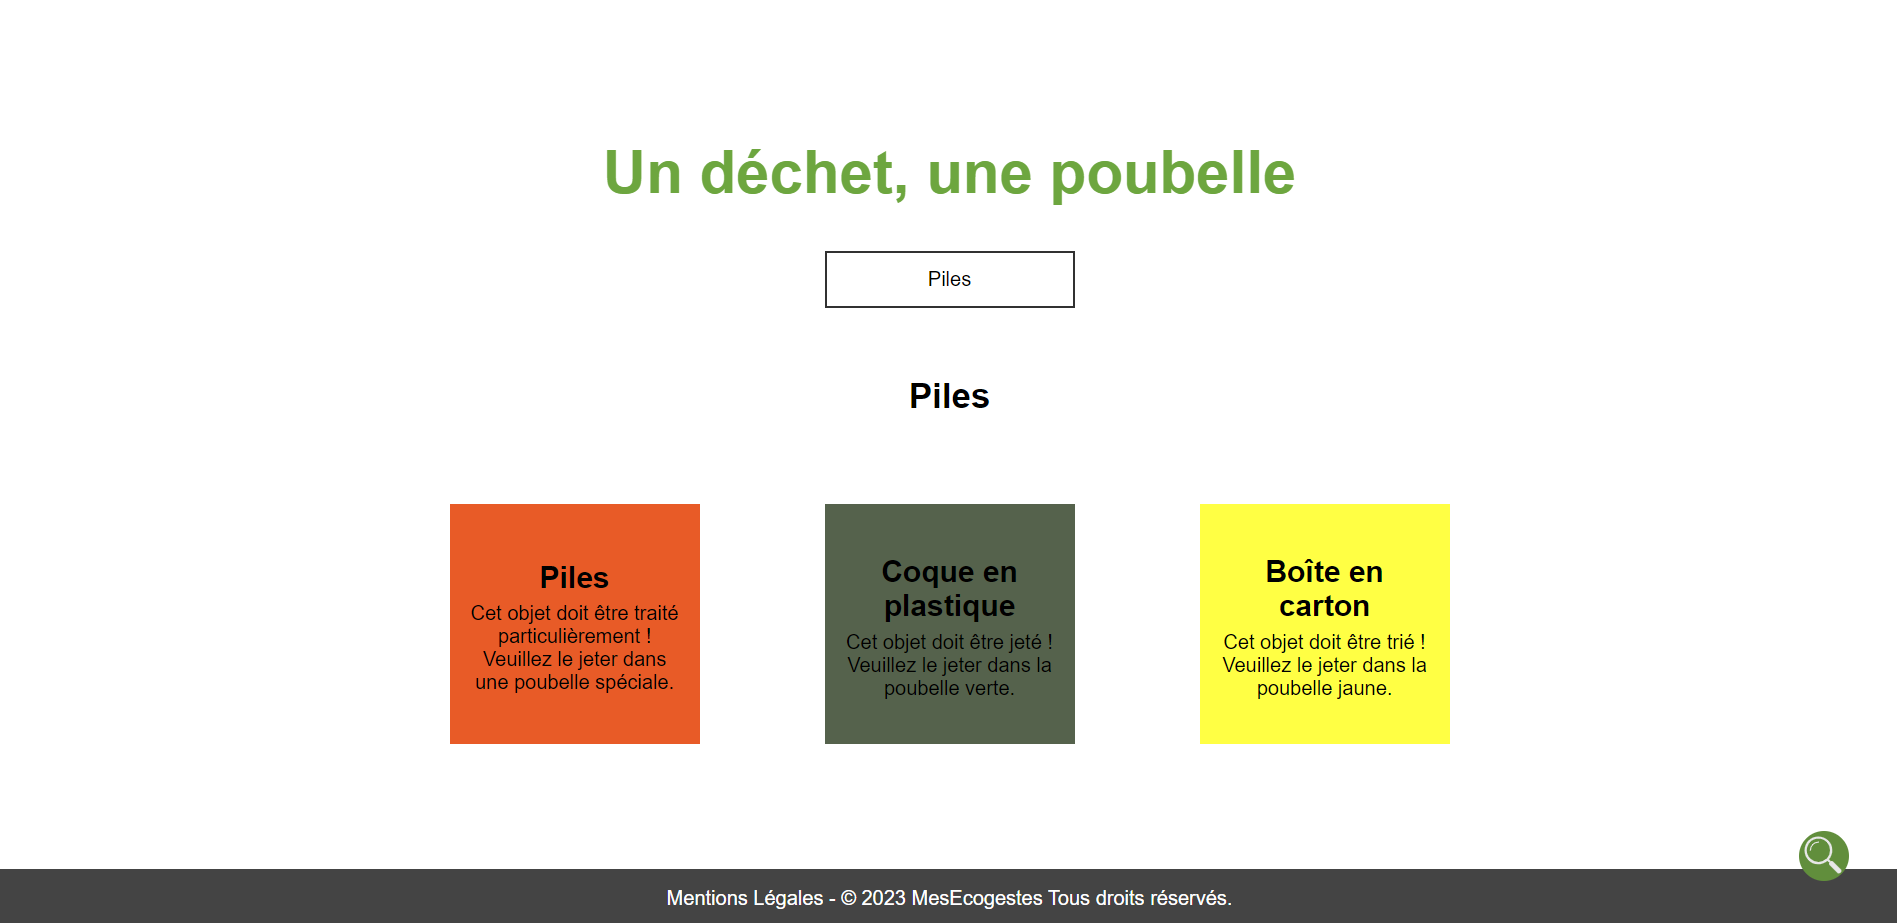 Un déchet, une poubelle
Piles
Piles
Piles
Cet objet doit être traité
particulièrement !
Veuillez le jeter dans
une poubelle spéciale.
Coque en
plastique
Cet objet doit être jeté !
Veuillez le jeter dans la
poubelle verte.
Boîte en
carton
Cet objet doit être trié !
Veuillez le jeter dans la
poubelle jaune.
Mentions Légales - © 2023 MesEcogestes Tous droits réservés.